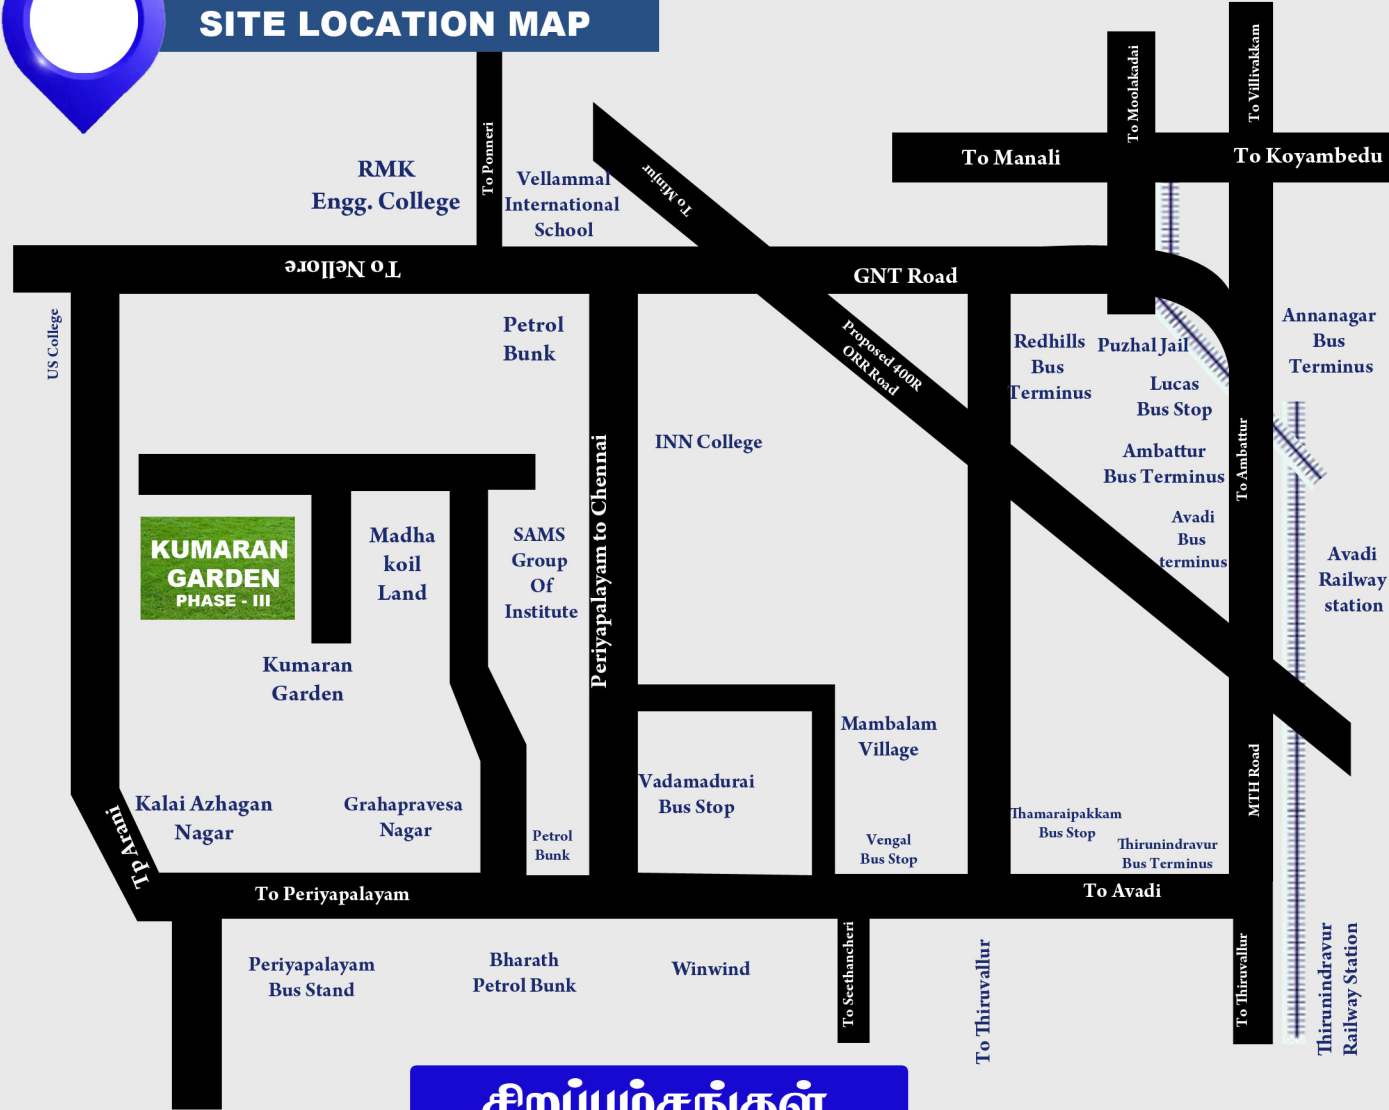 SITE LOCATION MAP
To Moolakadai
To Villivakkam
To Manali
To Koyambedu
To Ponneri
RMK
Engg. College
Vellammal
International
School
To Minjur
To Nellore
GNT Road
US College
Petrol
Bunk
Proposed 400R
ORR Road
Redhills
Bus
Terminus
Puzhal Jail
Lucas
Bus Stop
Annanagar
Bus
Terminus
INN College
Ambattur
Bus Terminus
To Ambattur
Periyapalayam to Chennai
KUMARAN
GARDEN
PHASE - III
Madha
koil
Land
SAMS
Group
Of
Institute
Avadi
Bus
terminus
Avadi
Railway
station
Kumaran
Garden
Mambalam
Village
Vadamadurai
Bus Stop
MTH Road
Tp Arani
Kalai Azhagan
Nagar
Grahapravesa
Nagar
Petrol
Bunk
Vengal
Bus Stop
Thamaraipakkam
Bus Stop
Thirunindravur
Bus Terminus
To Periyapalayam
To Avadi
Periyapalayam
Bus Stand
Bharath
Petrol Bunk
Winwind
To Seethancheri
To Thiruvallur
To Thiruvallur
Thirunindravur
Railway Station
சிறப்பம்சங்கள்